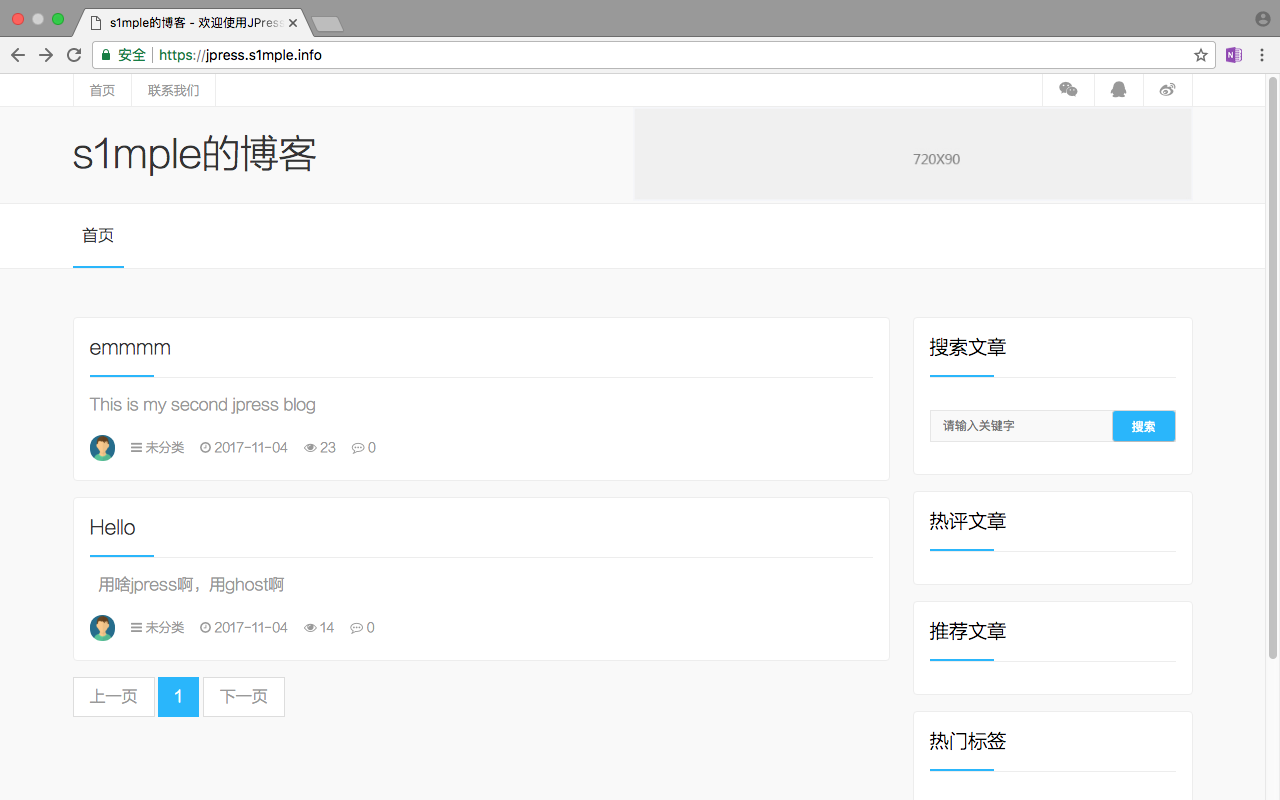 s1mple的博客 - 欢迎使用JPress
安全 https://jpress.s1mple.info
首页 联系我们
s1mple的博客
720X90
首页
emmmm
This is my second jpress blog
未分类 2017-11-04 23 0
Hello
用啥jpress啊，用ghost啊
未分类 2017-11-04 14 0
上一页 1 下一页
搜索文章
请输入关键字 搜索
热评文章
推荐文章
热门标签